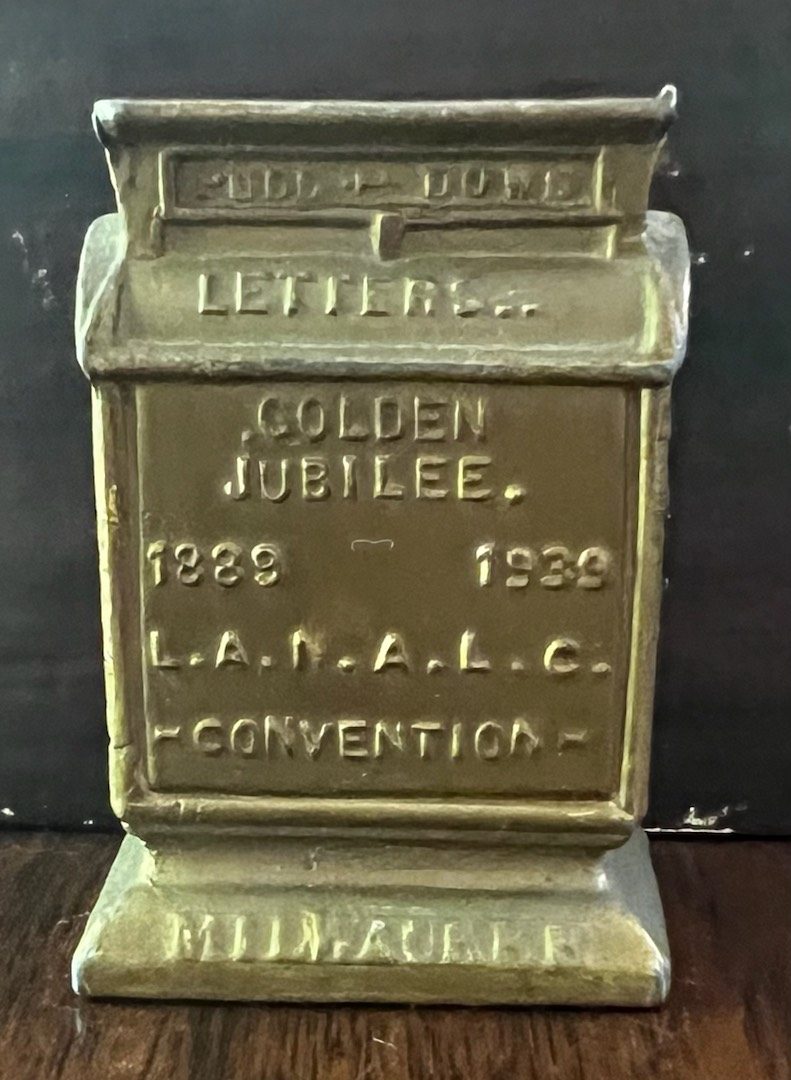 PULL - DOWN
LETTERS..
GOLDEN
JUBILEE.
1889 1939
L.A.N.A.L.C.
-CONVENTION-
MILWAUKEE